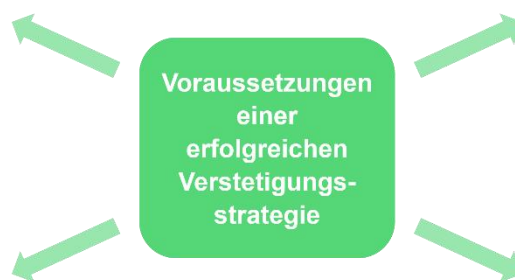 Voraussetzungen
einer
erfolgreichen
Verstetigungs-
strategie